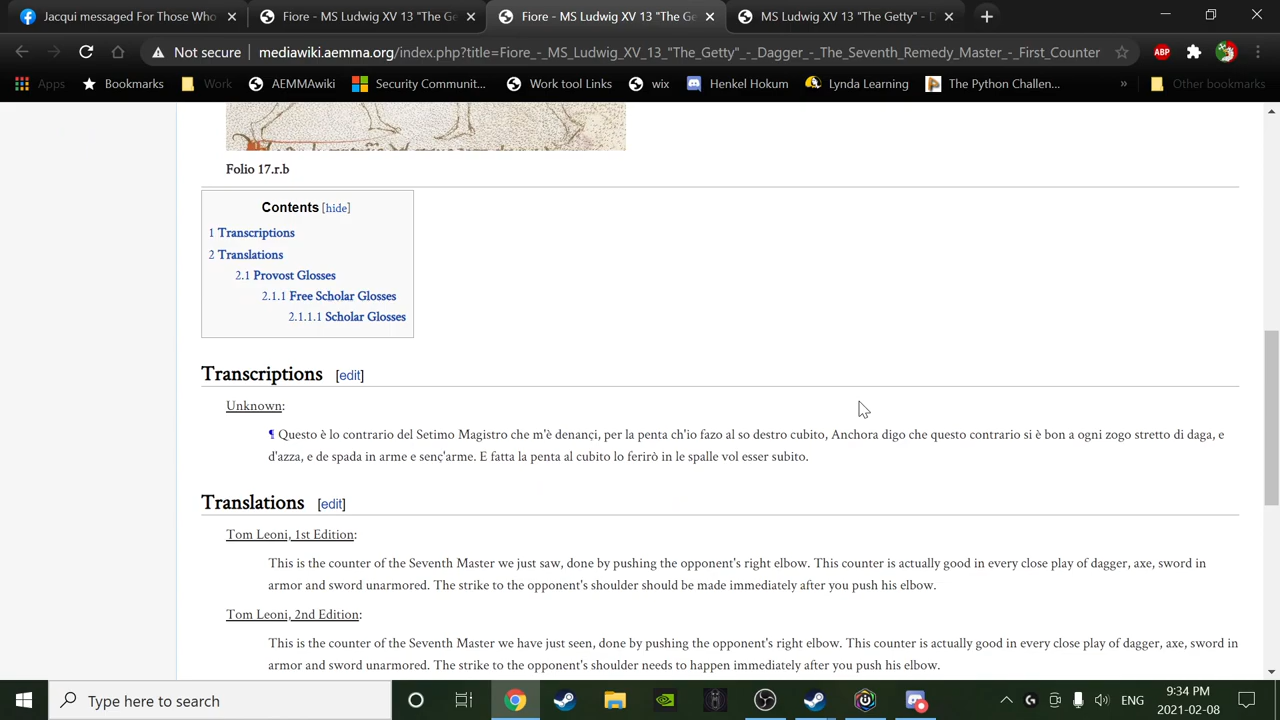 Jacqui messaged For Those Who
Fiore - MS Ludwig XV 13 "The Ge
Fiore - MS Ludwig XV 13 "The Ge
MS Ludwig XV 13 "The Getty" - D
Not secure
mediawiki.aemma.org/index.php?title=Fiore_-_MS_Ludwig_XV_13_"The_Getty"_-_Dagger_-_The_Seventh_Remedy_Master_-_First_Counter
ABP
Apps Bookmarks Work AEMMAwiki Security Communit... Work tool Links wix Henkel Hokum Lynda Learning The Python Challen... » Other bookmarks
Folio 17.r.b
Contents [hide]
1 Transcriptions
2 Translations
2.1 Provost Glosses
2.1.1 Free Scholar Glosses
2.1.1.1 Scholar Glosses
Transcriptions [edit]
Unknown:
¶ Questo è lo contrario del Setimo Magistro che m'è denançi, per la penta ch'io fazo al so destro cubito, Anchora digo che questo contrario si è bon a ogni zogo stretto di daga, e
d'azza, e de spada in arme e senç'arme. E fatta la penta al cubito lo ferirò in le spalle vol esser subito.
Translations [edit]
Tom Leoni, 1st Edition:
This is the counter of the Seventh Master we just saw, done by pushing the opponent's right elbow. This counter is actually good in every close play of dagger, axe, sword in
armor and sword unarmored. The strike to the opponent's shoulder should be made immediately after you push his elbow.
Tom Leoni, 2nd Edition:
This is the counter of the Seventh Master we have just seen, done by pushing the opponent's right elbow. This counter is actually good in every close play of dagger, axe, sword in
armor and sword unarmored. The strike to the opponent's shoulder needs to happen immediately after you push his elbow.
Type here to search
ENG
9:34 PM
2021-02-08